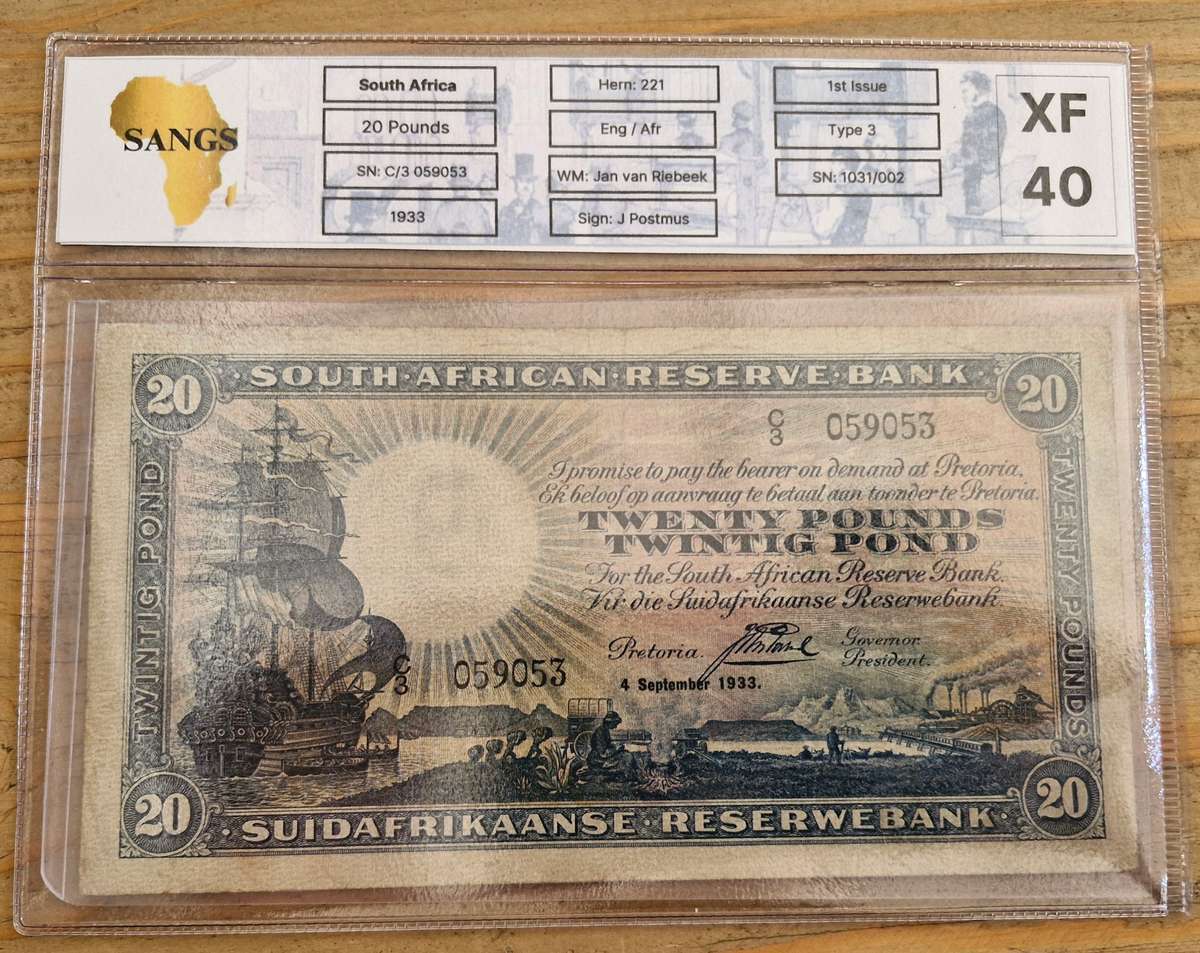 SANGS
South Africa
20 Pounds
SN: C/3 059053
1933
Hern: 221
Eng / Afr
WM: Jan van Riebeek
Sign: J Postmus
1st Issue
Type 3
SN: 1031/002
XF
40
20 · SOUTH · AFRICAN · RESERVE · BANK · 20
C/3 059053
I promise to pay the bearer on demand at Pretoria.
Ek beloof op aanvraag te betaal aan toonder te Pretoria.
TWENTY POUNDS
TWINTIG POND
For the South African Reserve Bank.
Vir die Suidafrikaanse Reserwebank
Pretoria. Governor.
President.
4 September 1933.
C/3 059053
TWINTIG POND
TWENTY POUNDS
20 · SUIDAFRIKAANSE · RESERWEBANK · 20